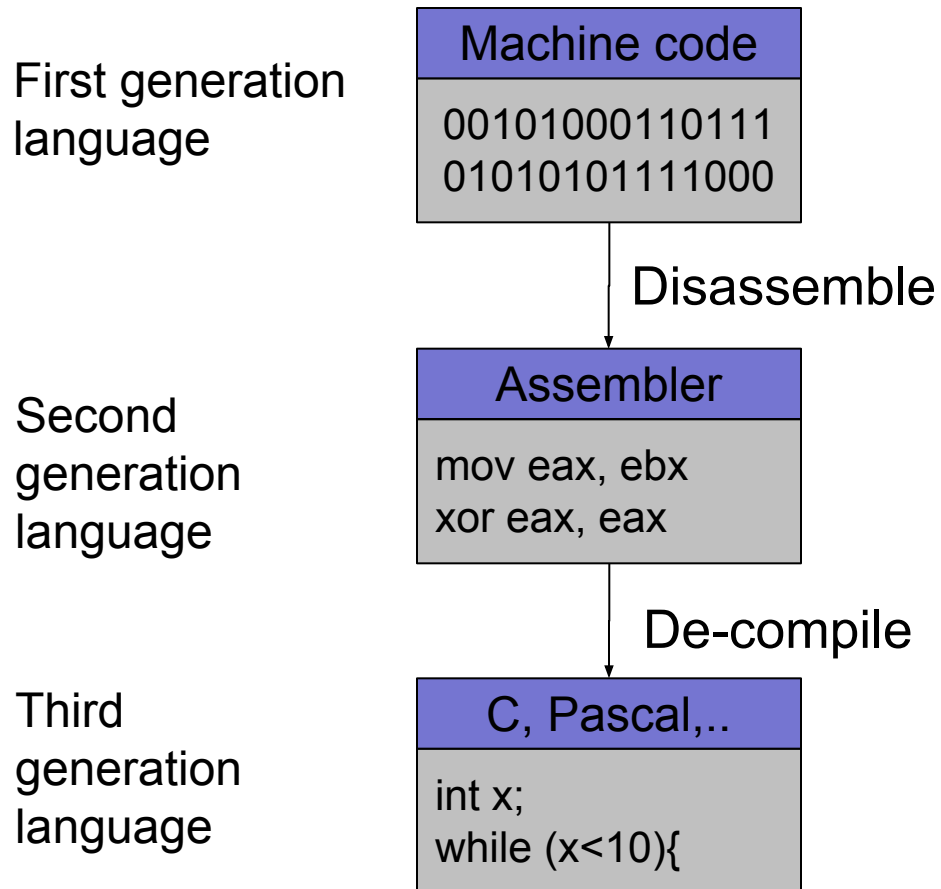 Machine code
First generation
language
00101000110111
01010101111000
Disassemble
Assembler
Second
generation
language
mov eax, ebx
xor eax, eax
De-compile
C, Pascal,..
Third
generation
language
int x;
while (x<10){